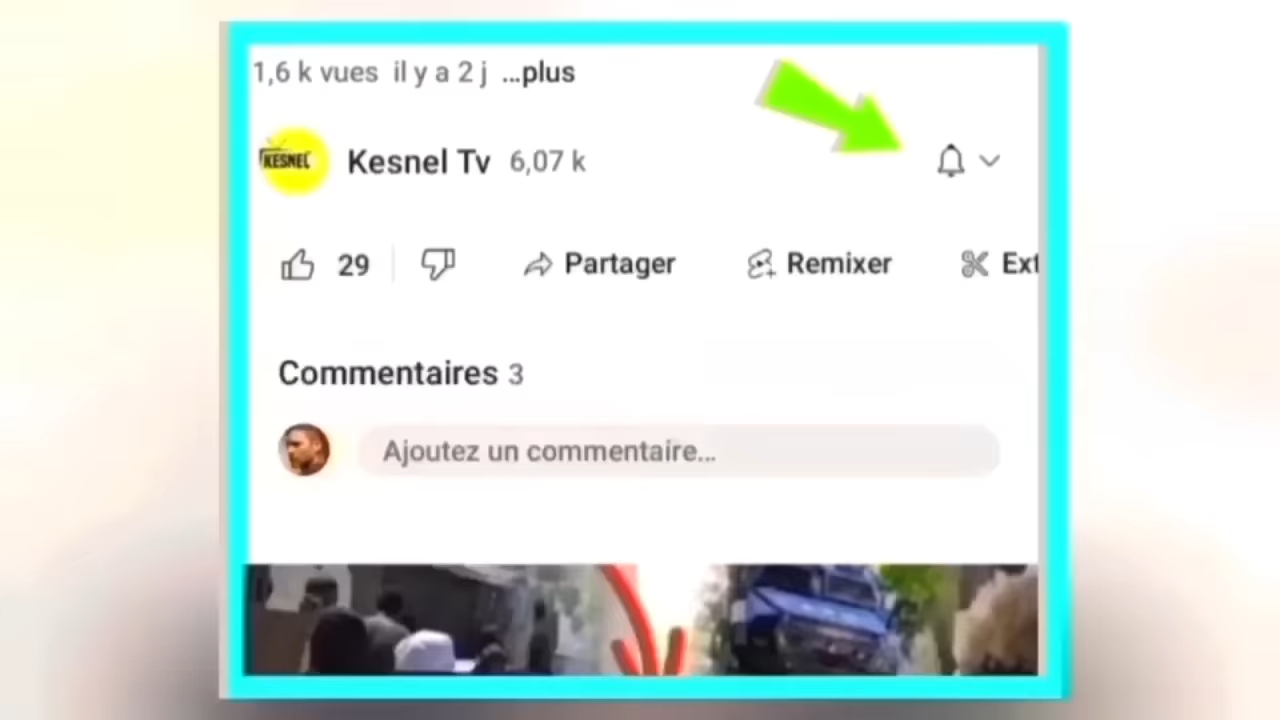 1,6 k vues il y a 2 j ...plus
KESNEL
Kesnel Tv 6,07 k
29 Partager Remixer Ext
Commentaires 3
Ajoutez un commentaire...